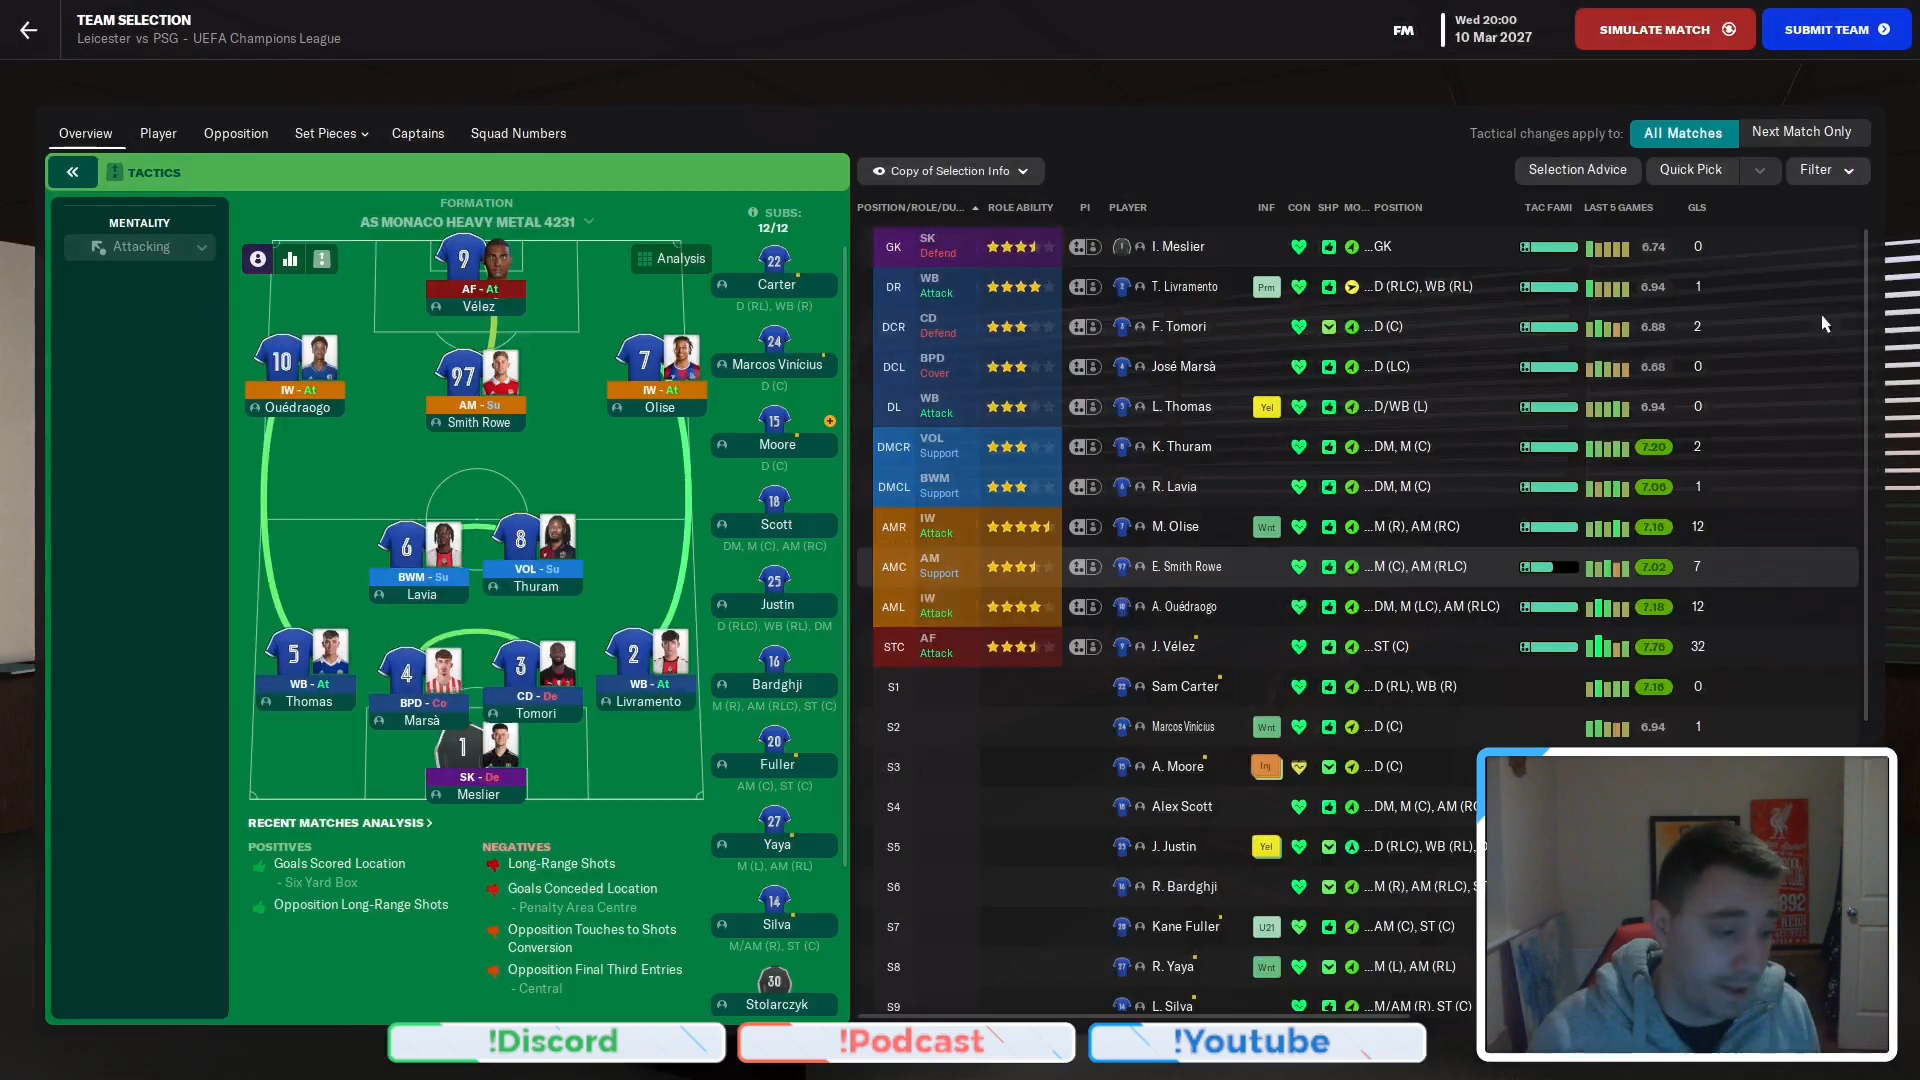 TEAM SELECTION
Leicester vs PSG - UEFA Champions League
FM
Wed 20:00
10 Mar 2027
SIMULATE MATCH
SUBMIT TEAM
Overview Player Opposition Set Pieces Captains Squad Numbers
Tactical changes apply to: All Matches Next Match Only
TACTICS
Copy of Selection Info
Selection Advice Quick Pick Filter
MENTALITY
Attacking
FORMATION
AS MONACO HEAVY METAL 4231
SUBS:
12/12
Analysis
9
AF - At
Vélez
10
IW - At
Ouédraogo
97
AM - Su
Smith Rowe
7
IW - At
Olise
6
BWM - Su
Lavia
8
VOL - Su
Thuram
5
WB - At
Thomas
4
BPD - Co
Marsà
3
CD - De
Tomori
2
WB - At
Livramento
1
SK - De
Meslier
22
Carter
D (RL), WB (R)
24
Marcos Vinícius
D (C)
15
Moore
D (C)
18
Scott
DM, M (C), AM (RC)
25
Justin
D (RLC), WB (RL), DM
16
Bardghji
M (R), AM (RLC), ST (C)
20
Fuller
AM (C), ST (C)
27
Yaya
M (L), AM (RL)
14
Silva
M/AM (R), ST (C)
30
Stolarczyk
RECENT MATCHES ANALYSIS >
POSITIVES
Goals Scored Location
- Six Yard Box
Opposition Long-Range Shots
NEGATIVES
Long-Range Shots
Goals Conceded Location
- Penalty Area Centre
Opposition Touches to Shots
Conversion
Opposition Final Third Entries
- Central
POSITION/ROLE/DU... ROLE ABILITY PI PLAYER INF CON SHP MO... POSITION TAC FAMI LAST 5 GAMES GLS
GK SK Defend I. Meslier ...GK 6.74 0
DR WB Attack T. Livramento Prm ...D (RLC), WB (RL) 6.94 1
DCR CD Defend F. Tomori ...D (C) 6.88 2
DCL BPD Cover José Marsà ...D (LC) 6.68 0
DL WB Attack L. Thomas Yel ...D/WB (L) 6.94 0
DMCR VOL Support K. Thuram ...DM, M (C) 7.20 2
DMCL BWM Support R. Lavia ...DM, M (C) 7.06 1
AMR IW Attack M. Olise Wnt ...M (R), AM (RC) 7.16 12
AMC AM Support E. Smith Rowe ...M (C), AM (RLC) 7.02 7
AML IW Attack A. Ouédraogo ...DM, M (LC), AM (RLC) 7.18 12
STC AF Attack J. Vélez ...ST (C) 7.76 32
S1 Sam Carter ...D (RL), WB (R) 7.16 0
S2 Marcos Vinícius Wnt ...D (C) 6.94 1
S3 A. Moore Inj ...D (C)
S4 Alex Scott ...DM, M (C), AM (RC
S5 J. Justin Yel ...D (RLC), WB (RL),
S6 R. Bardghji ...M (R), AM (RLC), S
S7 Kane Fuller U21 ...AM (C), ST (C)
S8 R. Yaya Wnt ...M (L), AM (RL)
S9 L. Silva ...M/AM (R), ST (C)
!Discord !Podcast !Youtube